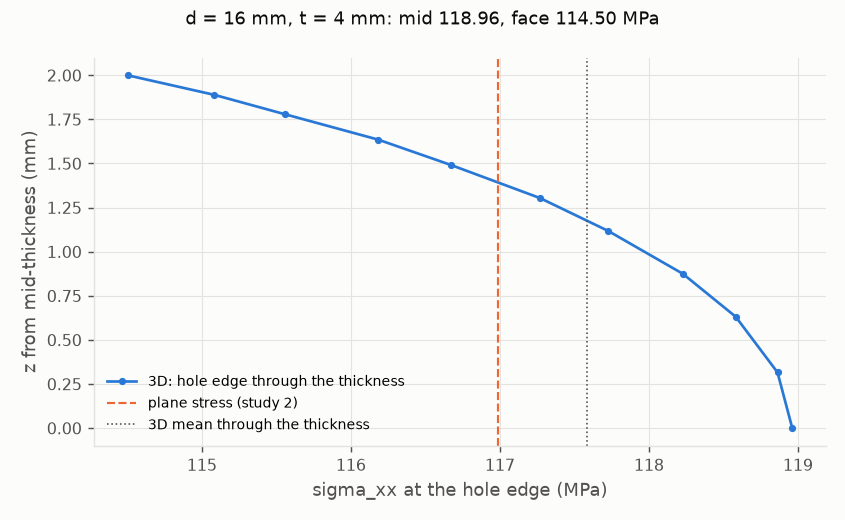 d = 16 mm, t = 4 mm: mid 118.96, face 114.50 MPa
z from mid-thickness (mm)
2.00
1.75
1.50
1.25
1.00
0.75
0.50
0.25
0.00
3D: hole edge through the thickness
plane stress (study 2)
3D mean through the thickness
115 116 117 118 119
sigma_xx at the hole edge (MPa)